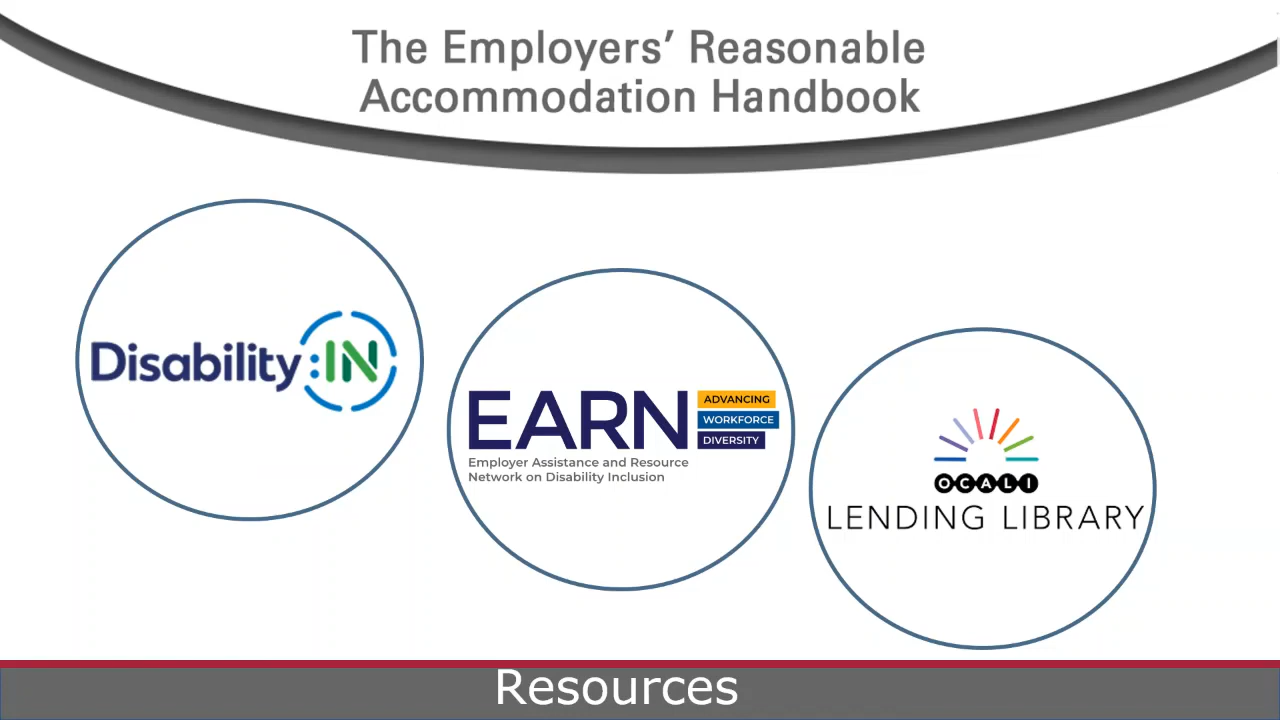 The Employers’ Reasonable
Accommodation Handbook
Disability:IN
EARN
ADVANCING
WORKFORCE
DIVERSITY
Employer Assistance and Resource
Network on Disability Inclusion
OCALI
LENDING LIBRARY
Resources